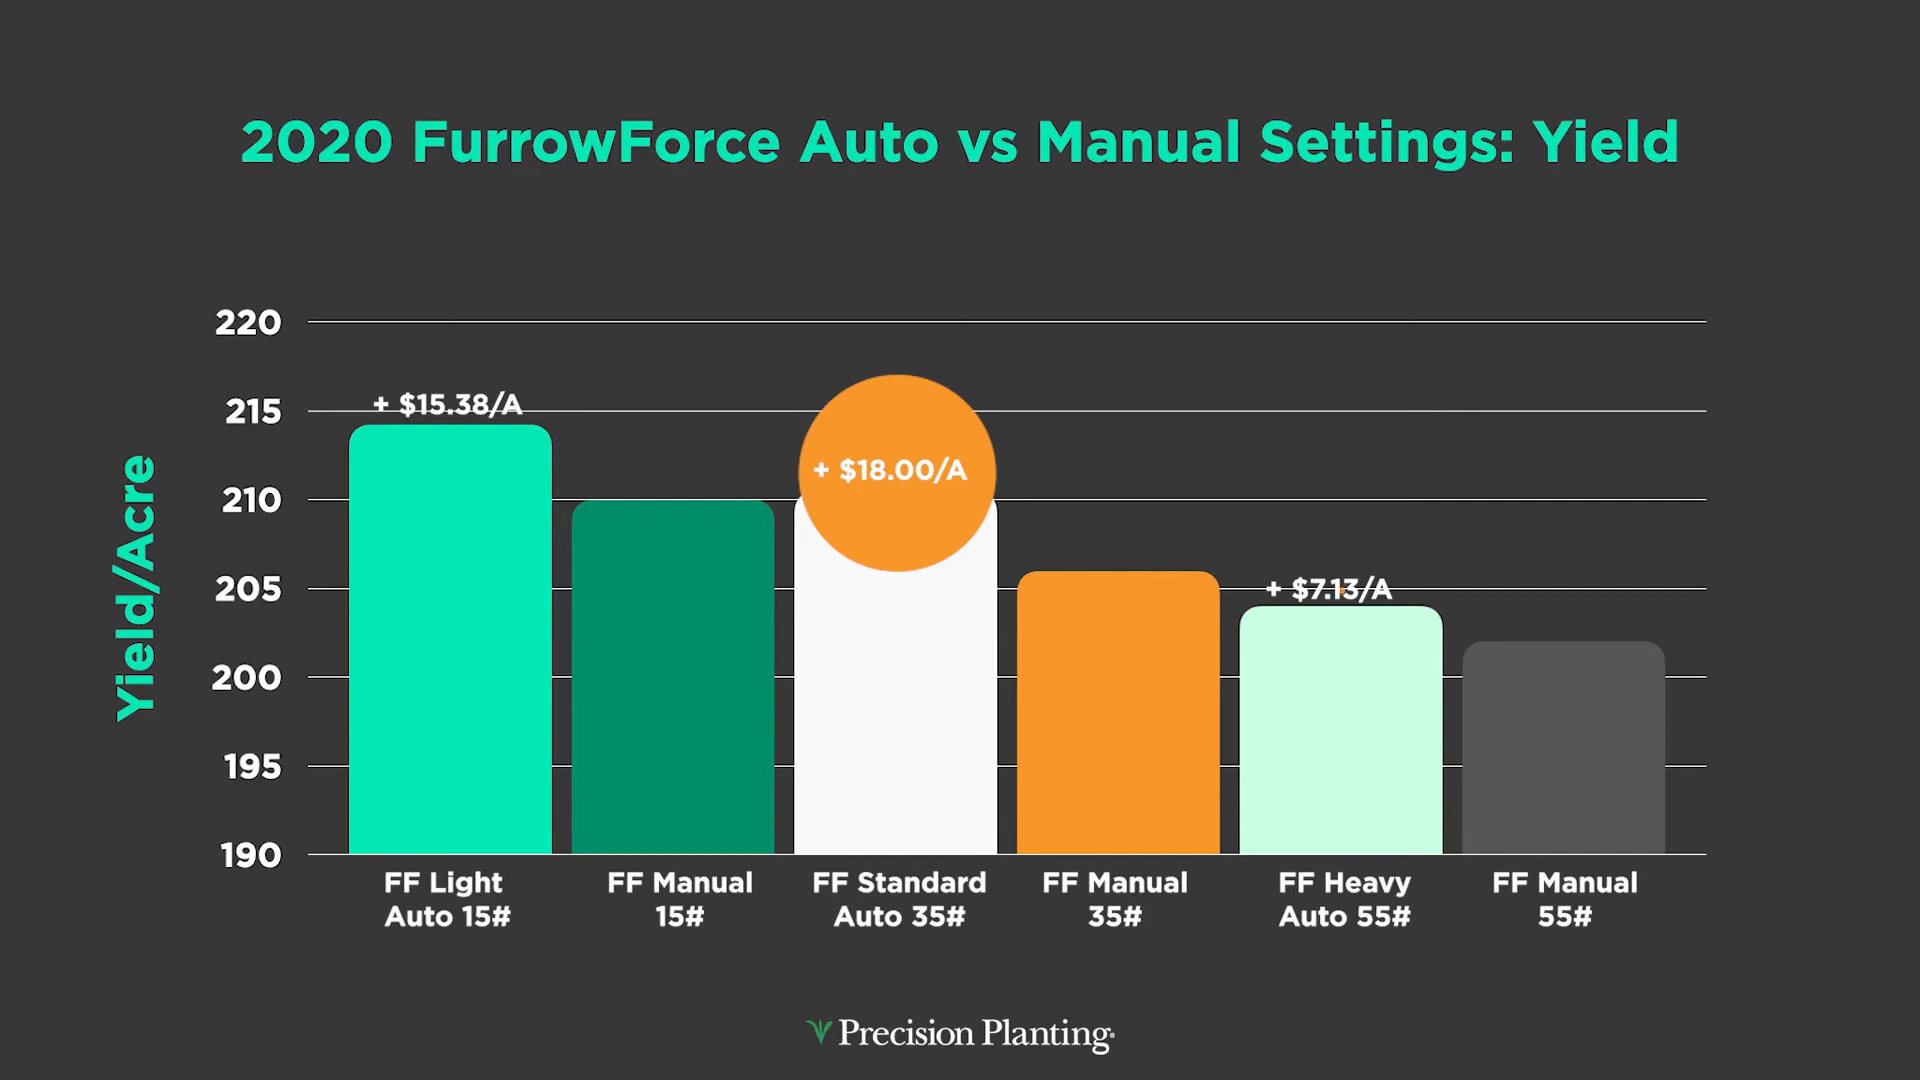 2020 FurrowForce Auto vs Manual Settings: Yield
Yield/Acre
220
215
210
205
200
195
190
+ $15.38/A
+ $18.00/A
+ $7.13/A
FF Light
Auto 15#
FF Manual
15#
FF Standard
Auto 35#
FF Manual
35#
FF Heavy
Auto 55#
FF Manual
55#
Precision Planting